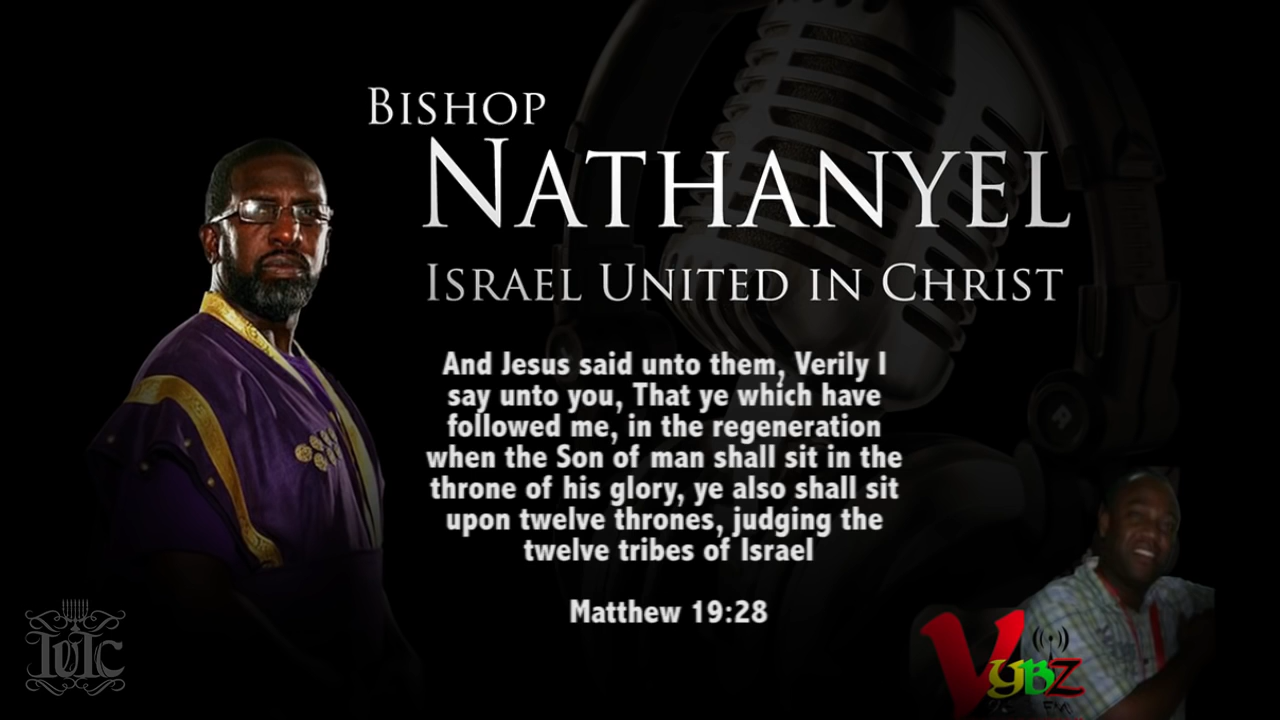 BISHOP
NATHANYEL
ISRAEL UNITED IN CHRIST
And Jesus said unto them, Verily I
say unto you, That ye which have
followed me, in the regeneration
when the Son of man shall sit in the
throne of his glory, ye also shall sit
upon twelve thrones, judging the
twelve tribes of Israel
Matthew 19:28
IUIC
VYBZ